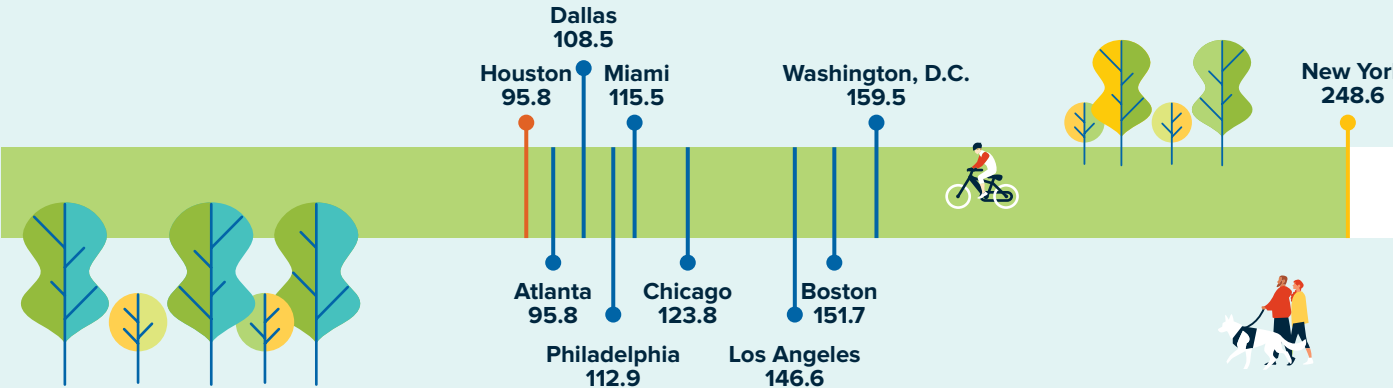 Dallas
108.5
Houston
95.8
Miami
115.5
Washington, D.C.
159.5
New York
248.6
Atlanta
95.8
Chicago
123.8
Boston
151.7
Philadelphia
112.9
Los Angeles
146.6